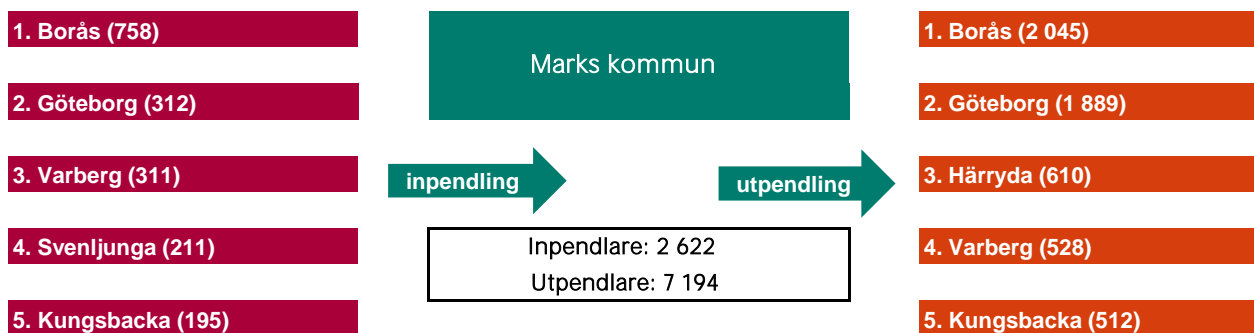 1. Borås (758)
2. Göteborg (312)
3. Varberg (311)
4. Svenljunga (211)
5. Kungsbacka (195)
Marks kommun
inpendling
utpendling
Inpendlare: 2 622
Utpendlare: 7 194
1. Borås (2 045)
2. Göteborg (1 889)
3. Härryda (610)
4. Varberg (528)
5. Kungsbacka (512)